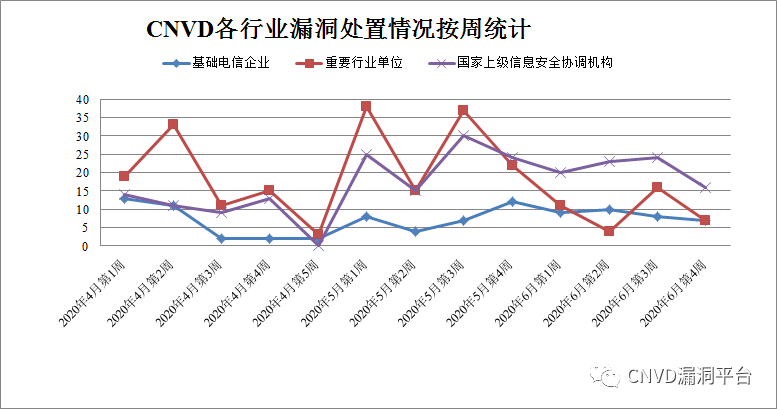 CNVD各行业漏洞处置情况按周统计
基础电信企业 重要行业单位 国家上级信息安全协调机构
40
35
30
25
20
15
10
5
0
2020年4月第1周
2020年4月第2周
2020年4月第3周
2020年4月第4周
2020年4月第5周
2020年5月第1周
2020年5月第2周
2020年5月第3周
2020年5月第4周
2020年6月第1周
2020年6月第2周
2020年6月第3周
2020年6月第4周
CNVD漏洞平台